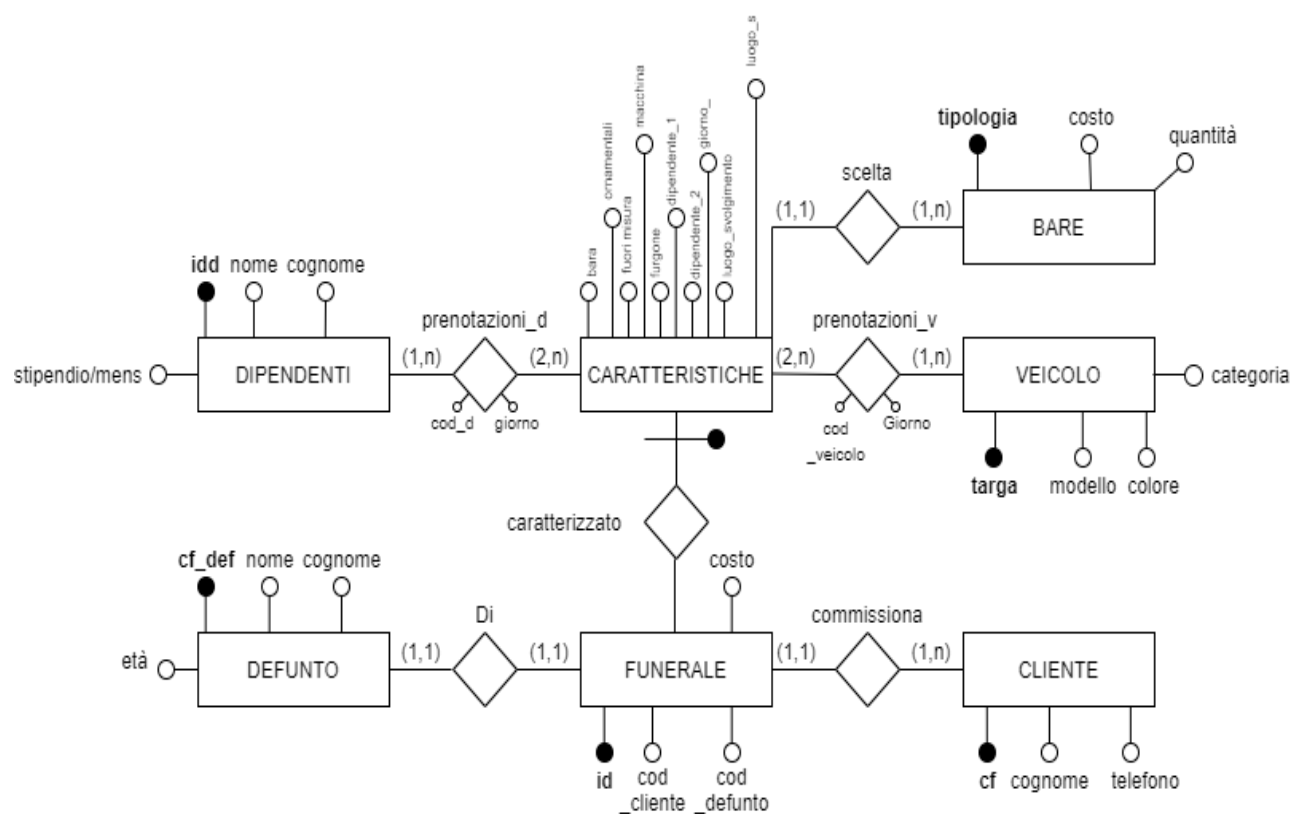 luogo_s
macchina
ornamentali
dipendente_1
giorno_
bara
fuori misura
furgone
dipendente_2
luogo_svolgimento
tipologia
costo
quantità
scelta
(1,1)
(1,n)
BARE
idd
nome
cognome
prenotazioni_d
prenotazioni_v
stipendio/mens
DIPENDENTI
(1,n)
(2,n)
CARATTERISTICHE
(2,n)
(1,n)
VEICOLO
categoria
cod_d
giorno
cod
_veicolo
Giorno
targa
modello
colore
caratterizzato
cf_def
nome
cognome
costo
Di
commissiona
età
DEFUNTO
(1,1)
(1,1)
FUNERALE
(1,1)
(1,n)
CLIENTE
id
cod
_cliente
cod
_defunto
cf
cognome
telefono